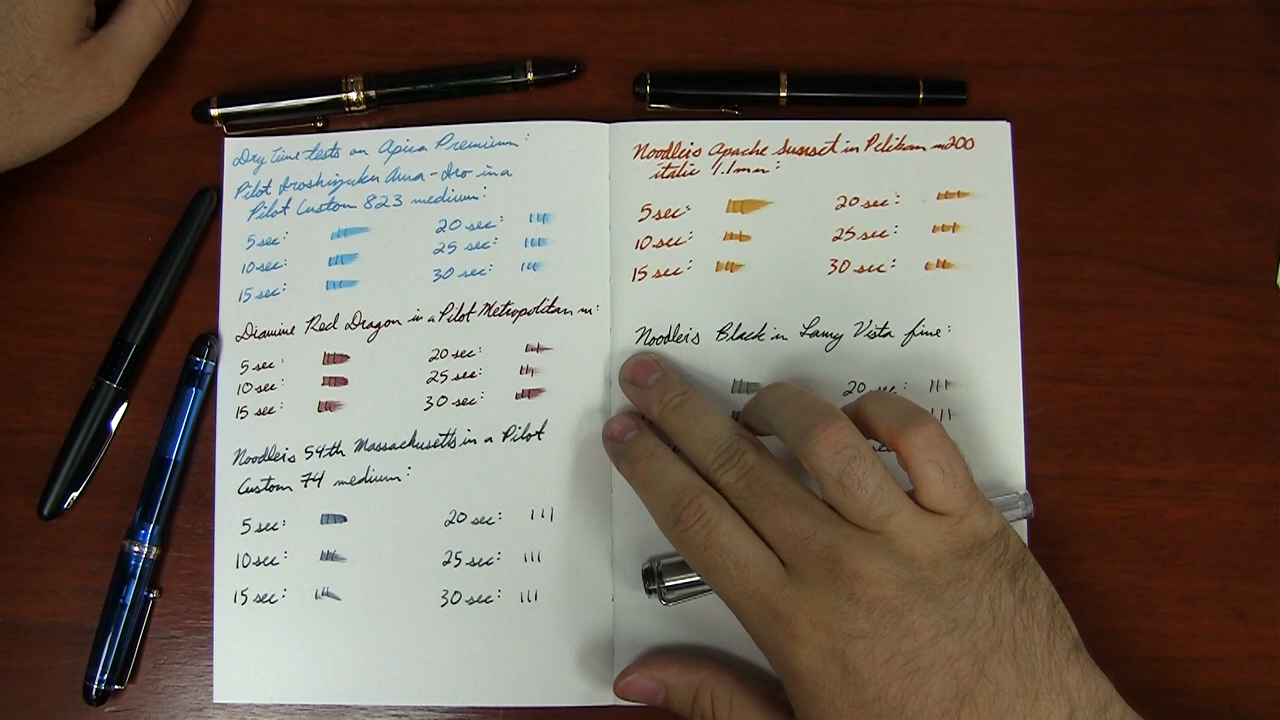 Dry Time tests on Apica Premium:
Pilot Iroshizuku Ama-Iro in a
Pilot Custom 823 medium:
5 sec: 20 sec:
10 sec: 25 sec:
15 sec: 30 sec:
Diamine Red Dragon in a Pilot Metropolitan m:
5 sec: 20 sec:
10 sec: 25 sec:
15 sec: 30 sec:
Noodler's 54th Massachusetts in a Pilot
Custom 74 medium:
5 sec: 20 sec:
10 sec: 25 sec:
15 sec: 30 sec:
Noodler's Apache Sunset in Pelikan m200
italic 1.1mm:
5 sec: 20 sec:
10 sec: 25 sec:
15 sec: 30 sec:
Noodler's Black in Lamy Vista fine:
20 sec: